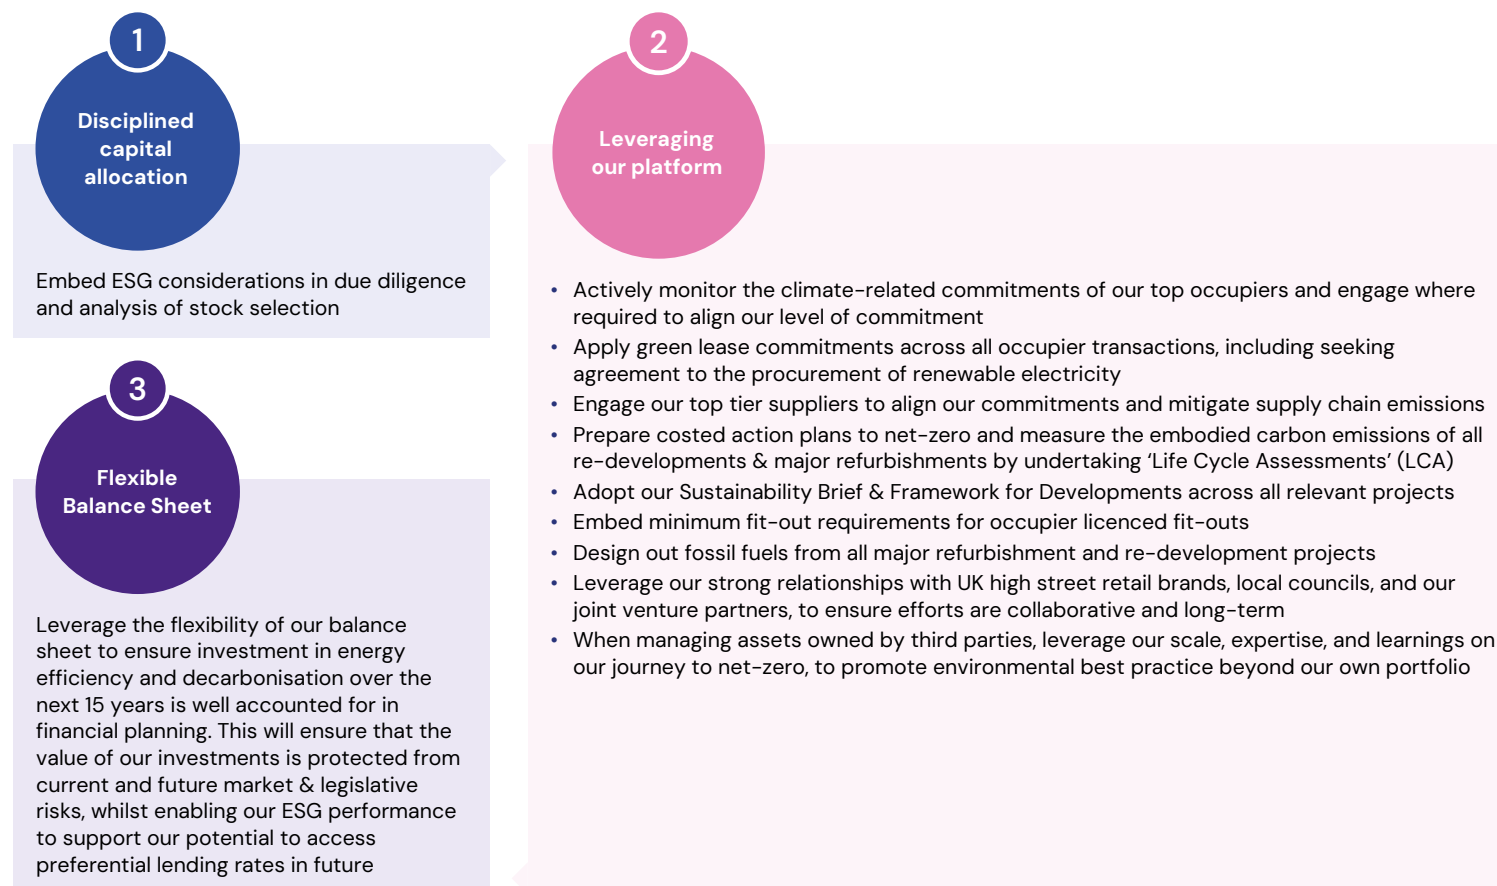 1
Disciplined
capital
allocation
Embed ESG considerations in due diligence
and analysis of stock selection
2
Leveraging
our platform
• Actively monitor the climate-related commitments of our top occupiers and engage where
required to align our level of commitment
• Apply green lease commitments across all occupier transactions, including seeking
agreement to the procurement of renewable electricity
• Engage our top tier suppliers to align our commitments and mitigate supply chain emissions
• Prepare costed action plans to net-zero and measure the embodied carbon emissions of all
re-developments & major refurbishments by undertaking ‘Life Cycle Assessments’ (LCA)
• Adopt our Sustainability Brief & Framework for Developments across all relevant projects
• Embed minimum fit-out requirements for occupier licenced fit-outs
• Design out fossil fuels from all major refurbishment and re-development projects
• Leverage our strong relationships with UK high street retail brands, local councils, and our
joint venture partners, to ensure efforts are collaborative and long-term
• When managing assets owned by third parties, leverage our scale, expertise, and learnings on
our journey to net-zero, to promote environmental best practice beyond our own portfolio
3
Flexible
Balance Sheet
Leverage the flexibility of our balance
sheet to ensure investment in energy
efficiency and decarbonisation over the
next 15 years is well accounted for in
financial planning. This will ensure that the
value of our investments is protected from
current and future market & legislative
risks, whilst enabling our ESG performance
to support our potential to access
preferential lending rates in future